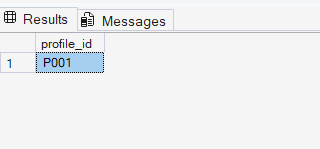 Results Messages
profile_id
1 P001